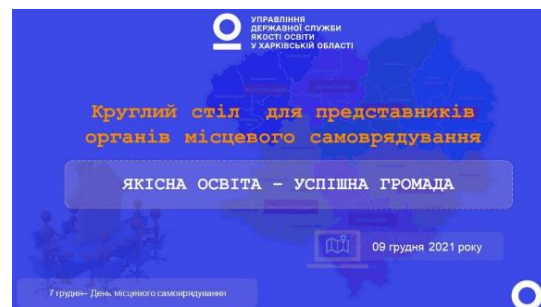 УПРАВЛІННЯ
ДЕРЖАВНОЇ СЛУЖБИ
ЯКОСТІ ОСВІТИ
У ХАРКІВСЬКІЙ ОБЛАСТІ
Круглий стіл для представників
органів місцевого самоврядування
ЯКІСНА ОСВІТА – УСПІШНА ГРОМАДА
09 грудня 2021 року
7 грудня– День місцевого самоврядування